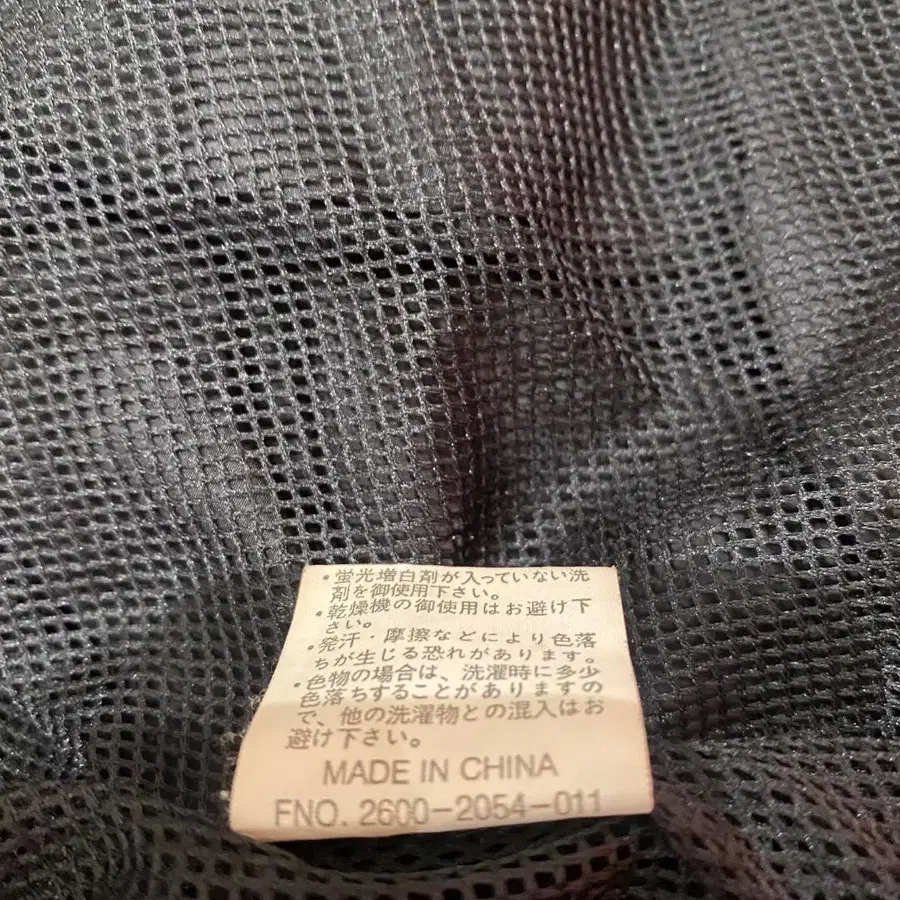 ・蛍光増白剤が入っていない洗
剤を御使用下さい。
・乾燥機の御使用はお避け下
さい。
・発汗・摩擦などにより色落
ちが生じる恐れがあります。
・色物の場合は、洗濯時に多少
色落ちすることがありますの
で、他の洗濯物との混入はお
避け下さい。
MADE IN CHINA
FNO. 2600-2054-011